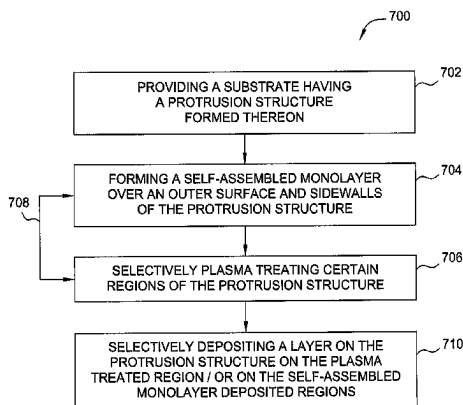 700
702
PROVIDING A SUBSTRATE HAVING
A PROTRUSION STRUCTURE
FORMED THEREON
704
FORMING A SELF-ASSEMBLED MONOLAYER
OVER AN OUTER SURFACE AND SIDEWALLS
OF THE PROTRUSION STRUCTURE
708
706
SELECTIVELY PLASMA TREATING CERTAIN
REGIONS OF THE PROTRUSION STRUCTURE
710
SELECTIVELY DEPOSITING A LAYER ON THE
PROTRUSION STRUCTURE ON THE PLASMA
TREATED REGION / OR ON THE SELF-ASSEMBLED
MONOLAYER DEPOSITED REGIONS